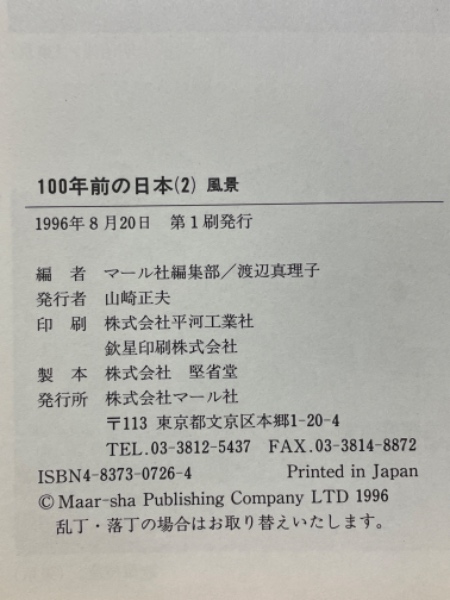 100年前の日本(2) 風景
1996年8月20日 第1刷発行
編 者 マール社編集部／渡辺真理子
発行者 山崎正夫
印 刷 株式会社平河工業社
欽星印刷株式会社
製 本 株式会社 堅省堂
発行所 株式会社マール社
〒113 東京都文京区本郷1-20-4
TEL.03-3812-5437 FAX.03-3814-8872
ISBN4-8373-0726-4 Printed in Japan
© Maar-sha Publishing Company LTD 1996
乱丁・落丁の場合はお取り替えいたします。